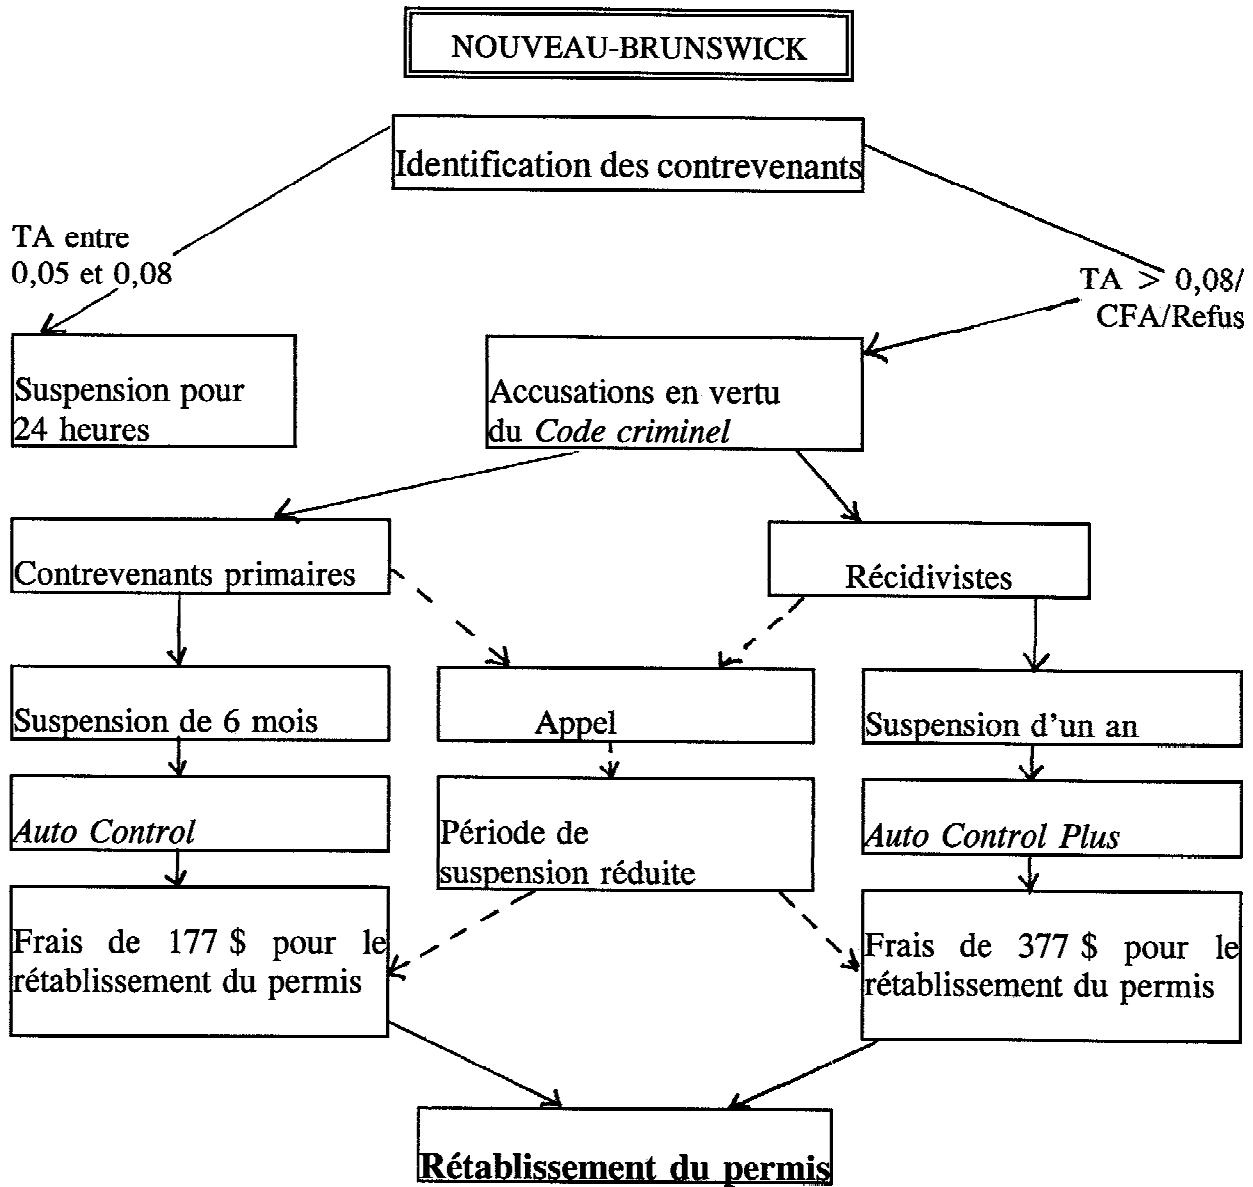 NOUVEAU-BRUNSWICK
Identification des contrevenants
TA entre
0,05 et 0,08
TA > 0,08/
CFA/Refus
Suspension pour
24 heures
Accusations en vertu
du Code criminel
Contrevenants primaires
Récidivistes
Suspension de 6 mois
Appel
Suspension d'un an
Auto Control
Période de
suspension réduite
Auto Control Plus
Frais de 177 $ pour le
rétablissement du permis
Frais de 377 $ pour le
rétablissement du permis
Rétablissement du permis